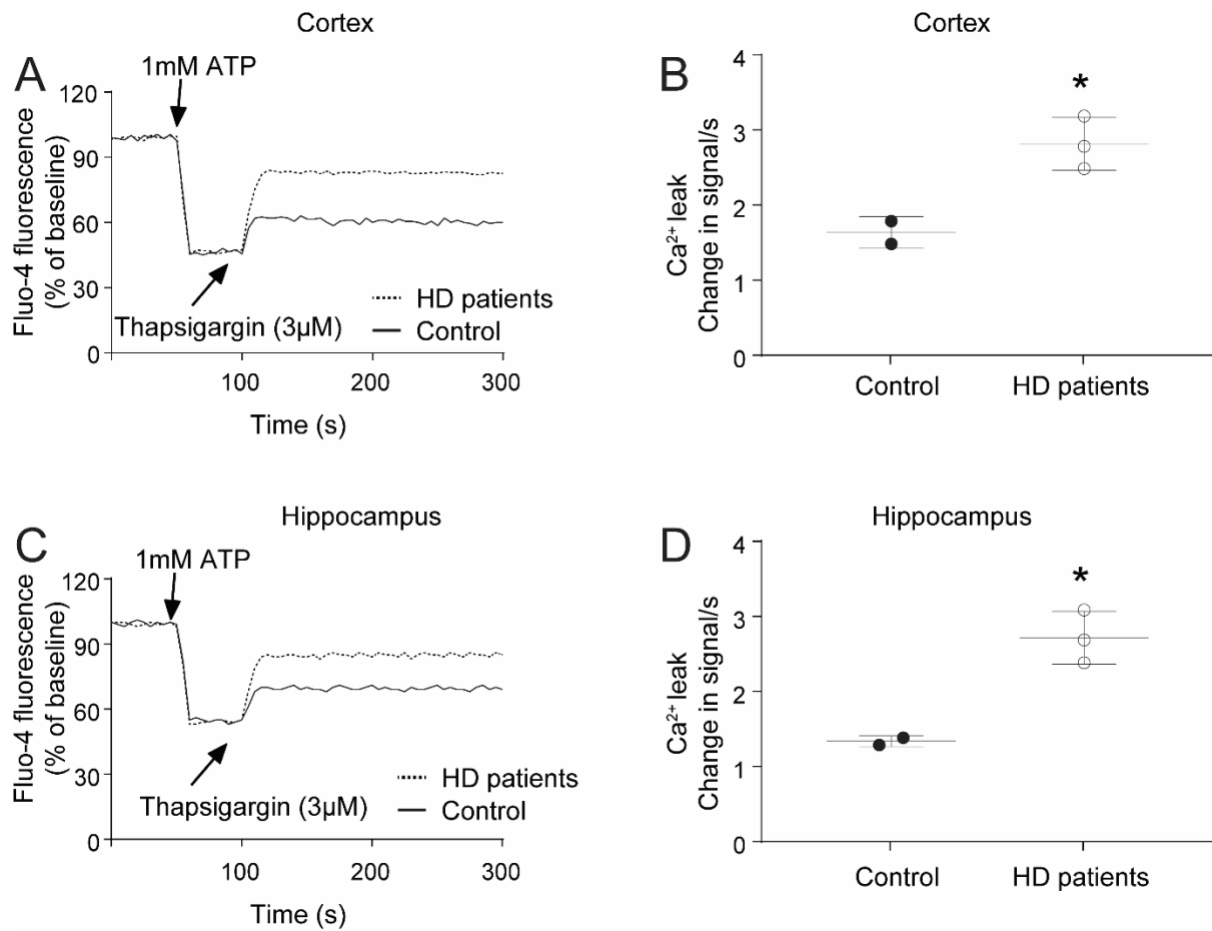 Cortex
A
1mM ATP
Fluo-4 fluorescence
(% of baseline)
120
90
60
30
0
Thapsigargin (3µM)
HD patients
Control
100
200
300
Time (s)
Cortex
B
*
Ca²⁺ leak
Change in signal/s
4
3
2
1
0
Control
HD patients
Hippocampus
C
1mM ATP
Fluo-4 fluorescence
(% of baseline)
120
90
60
30
0
Thapsigargin (3µM)
HD patients
Control
100
200
300
Time (s)
Hippocampus
D
*
Ca²⁺ leak
Change in signal/s
4
3
2
1
0
Control
HD patients